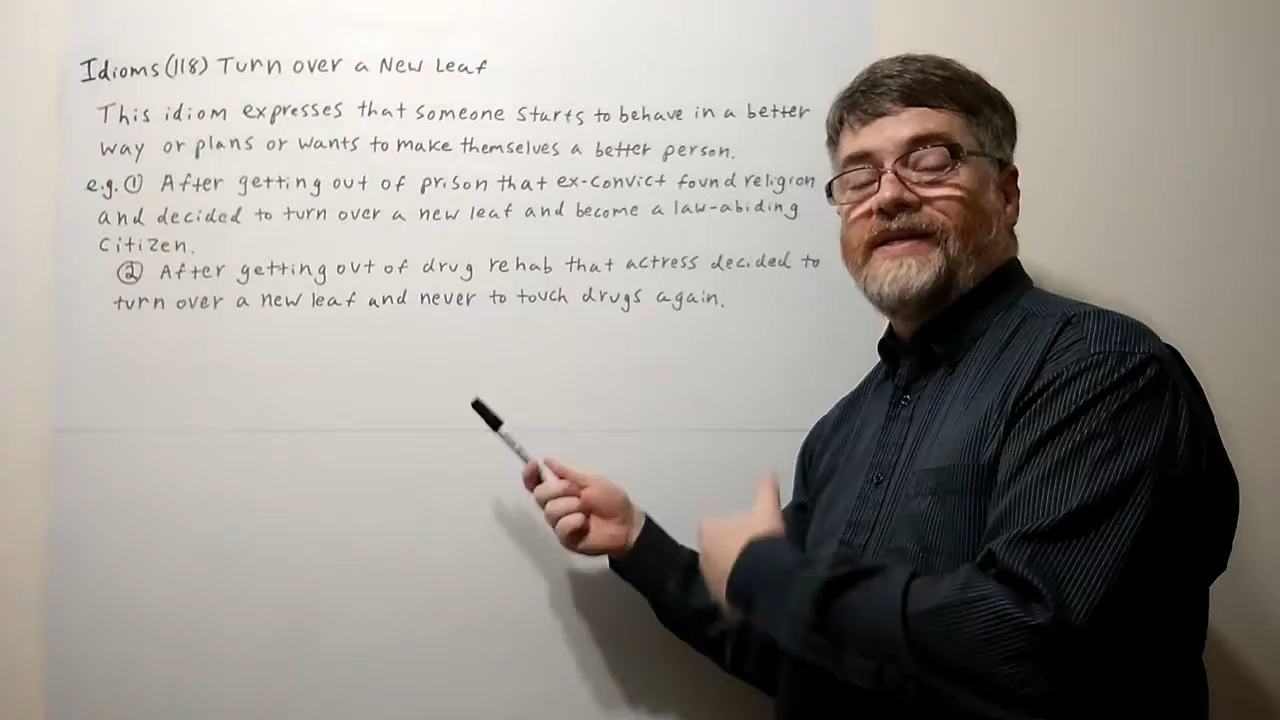 Idioms (118) Turn over a New Leaf
This idiom expresses that someone starts to behave in a better
way or plans or wants to make themselves a better person.
e.g. ① After getting out of prison that ex-convict found religion
and decided to turn over a new leaf and become a law-abiding
citizen.
② After getting out of drug rehab that actress decided to
turn over a new leaf and never to touch drugs again.